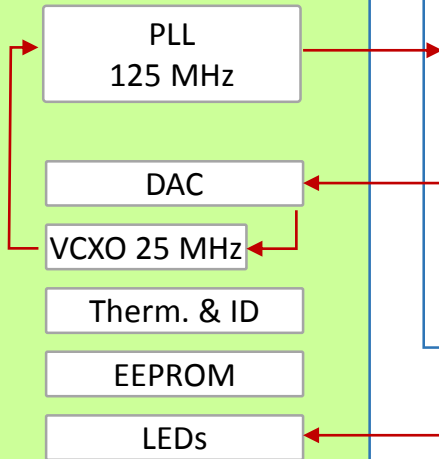 PLL
125 MHz
DAC
VCXO 25 MHz
Therm. & ID
EEPROM
LEDs